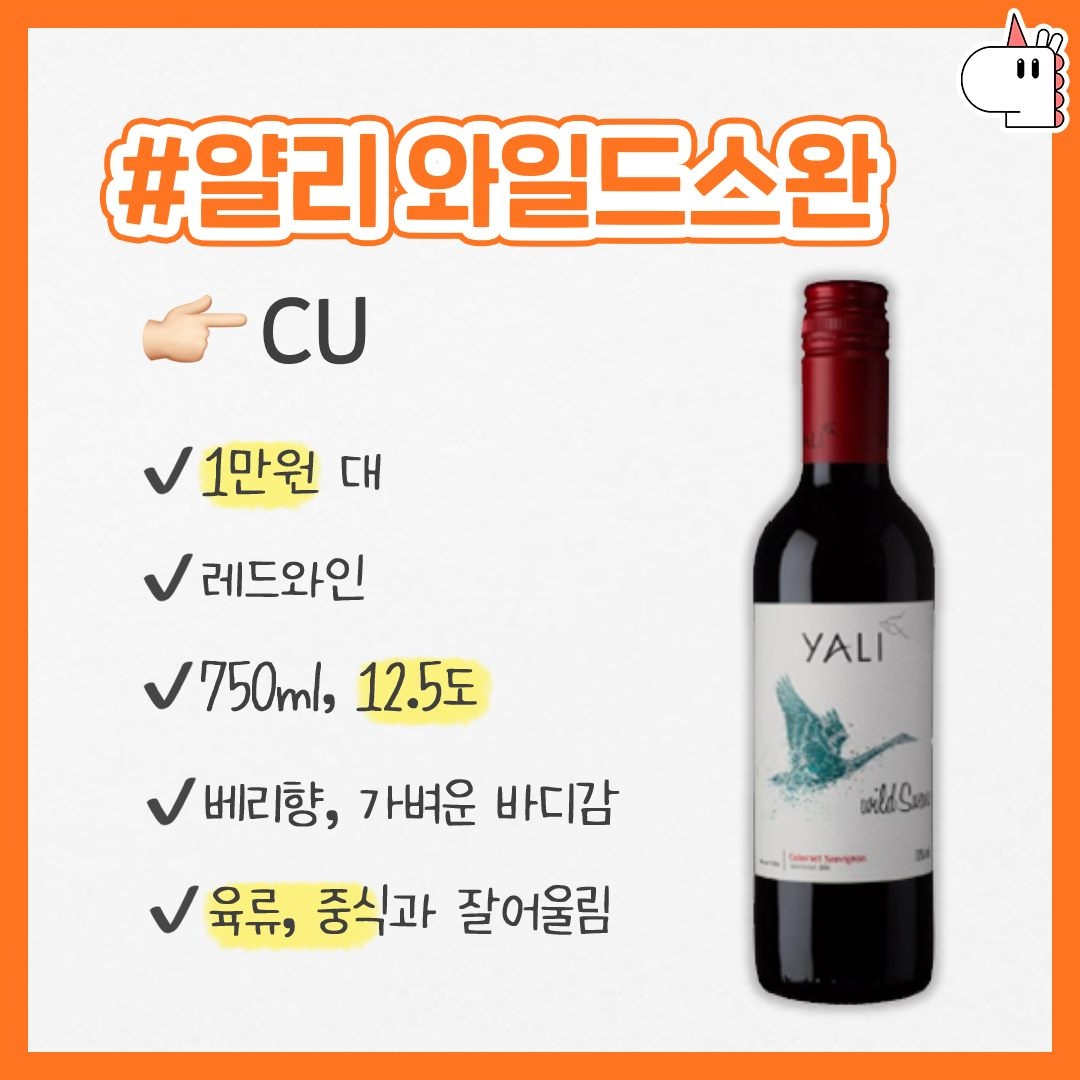 #얄리 와일드스완
CU
1만원 대
레드와인
750ml, 12.5도
베리향, 가벼운 바디감
육류, 중식과 잘어울림
YALI
wild
Cabernet Sauvignon